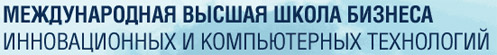 МЕЖДУНАРОДНАЯ ВЫСШАЯ ШКОЛА БИЗНЕСА
ИННОВАЦИОННЫХ И КОМПЬЮТЕРНЫХ ТЕХНОЛОГИЙ